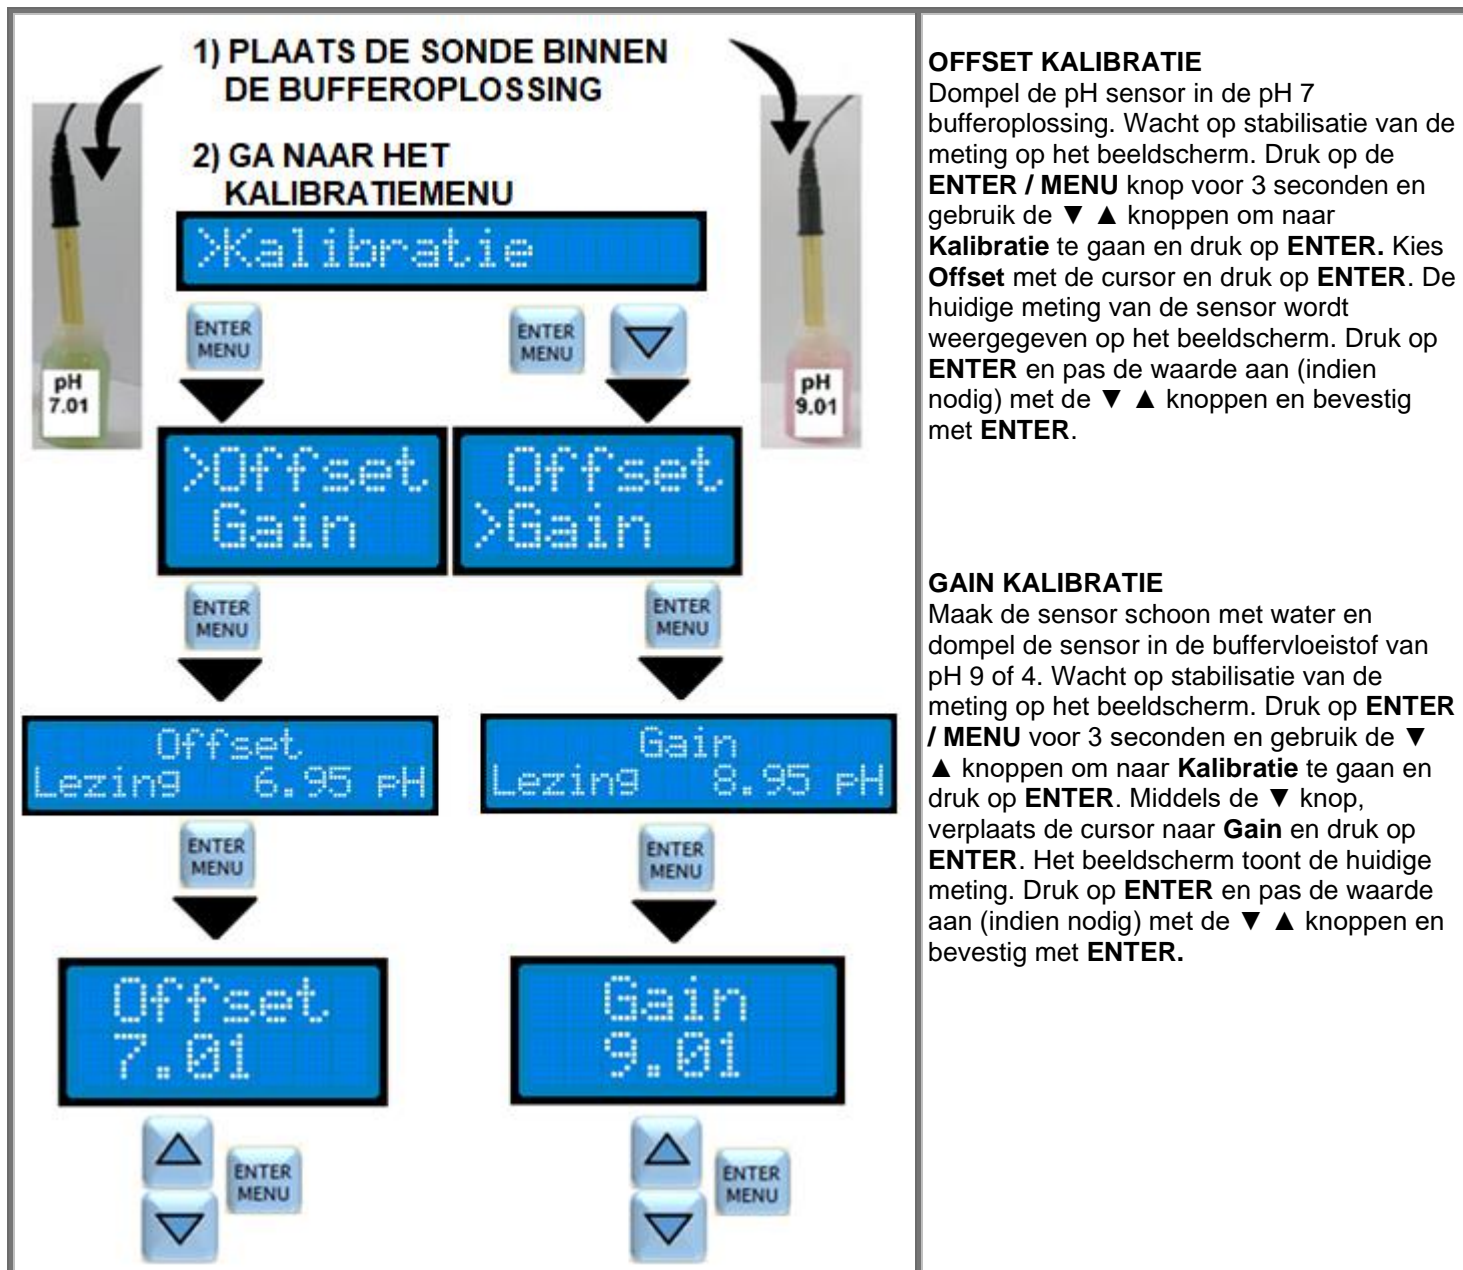 1) PLAATS DE SONDE BINNEN
DE BUFFEROPLOSSING
2) GA NAAR HET
KALIBRATIEMENU
>Kalibratie
ENTER
MENU
ENTER
MENU
pH
7.01
pH
9.01
>Offset
Gain
Offset
>Gain
ENTER
MENU
ENTER
MENU
Offset
Lezing 6.95 pH
Gain
Lezing 8.95 pH
ENTER
MENU
ENTER
MENU
Offset
7.01
Gain
9.01
ENTER
MENU
ENTER
MENU
OFFSET KALIBRATIE
Dompel de pH sensor in de pH 7
bufferoplossing. Wacht op stabilisatie van de
meting op het beeldscherm. Druk op de
ENTER / MENU knop voor 3 seconden en
gebruik de ▼ ▲ knoppen om naar
Kalibratie te gaan en druk op ENTER. Kies
Offset met de cursor en druk op ENTER. De
huidige meting van de sensor wordt
weergegeven op het beeldscherm. Druk op
ENTER en pas de waarde aan (indien
nodig) met de ▼ ▲ knoppen en bevestig
met ENTER.
GAIN KALIBRATIE
Maak de sensor schoon met water en
dompel de sensor in de buffervloeistof van
pH 9 of 4. Wacht op stabilisatie van de
meting op het beeldscherm. Druk op ENTER
/ MENU voor 3 seconden en gebruik de ▼
▲ knoppen om naar Kalibratie te gaan en
druk op ENTER. Middels de ▼ knop,
verplaats de cursor naar Gain en druk op
ENTER. Het beeldscherm toont de huidige
meting. Druk op ENTER en pas de waarde
aan (indien nodig) met de ▼ ▲ knoppen en
bevestig met ENTER.